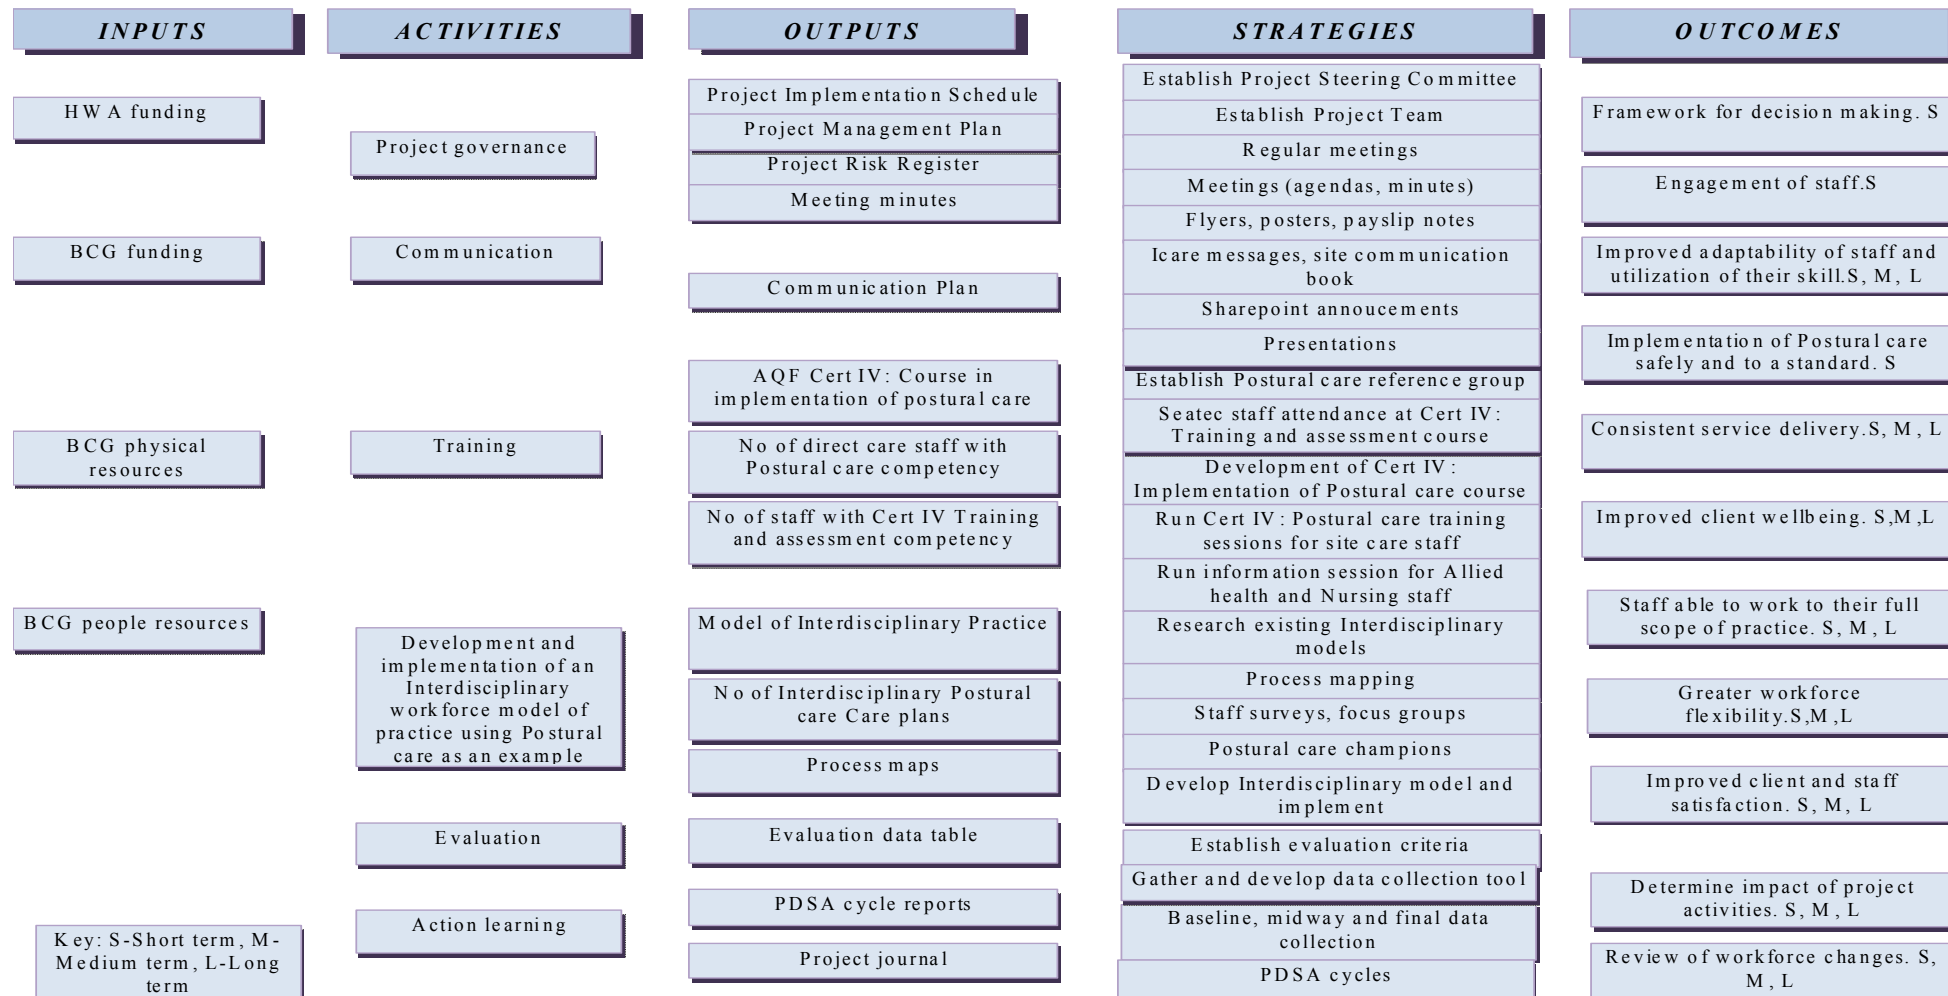 INPUTS
HWA funding
BCG funding
BCG physical
resources
BCG people resources
Key: S-Short term, M-
Medium term, L-Long
term
ACTIVITIES
Project governance
Communication
Training
Development and
implementation of an
Interdisciplinary
workforce model of
practice using Postural
care as an example
Evaluation
Action learning
OUTPUTS
Project Implementation Schedule
Project Management Plan
Project Risk Register
Meeting minutes
Communication Plan
AQF Cert IV: Course in
implementation of postural care
No of direct care staff with
Postural care competency
No of staff with Cert IV Training
and assessment competency
Model of Interdisciplinary Practice
No of Interdisciplinary Postural
care Care plans
Process maps
Evaluation data table
PDSA cycle reports
Project journal
STRATEGIES
Establish Project Steering Committee
Establish Project Team
Regular meetings
Meetings (agendas, minutes)
Flyers, posters, payslip notes
Icare messages, site communication
book
Sharepoint annoucements
Presentations
Establish Postural care reference group
Seatec staff attendance at Cert IV:
Training and assessment course
Development of Cert IV:
Implementation of Postural care course
Run Cert IV: Postural care training
sessions for site care staff
Run information session for Allied
health and Nursing staff
Research existing Interdisciplinary
models
Process mapping
Staff surveys, focus groups
Postural care champions
Develop Interdisciplinary model and
implement
Establish evaluation criteria
Gather and develop data collection tool
Baseline, midway and final data
collection
PDSA cycles
OUTCOMES
Framework for decision making. S
Engagement of staff.S
Improved adaptability of staff and
utilization of their skill.S, M, L
Implementation of Postural care
safely and to a standard. S
Consistent service delivery.S, M, L
Improved client wellbeing. S,M,L
Staff able to work to their full
scope of practice. S, M, L
Greater workforce
flexibility.S,M,L
Improved client and staff
satisfaction. S, M, L
Determine impact of project
activities. S, M, L
Review of workforce changes. S,
M, L